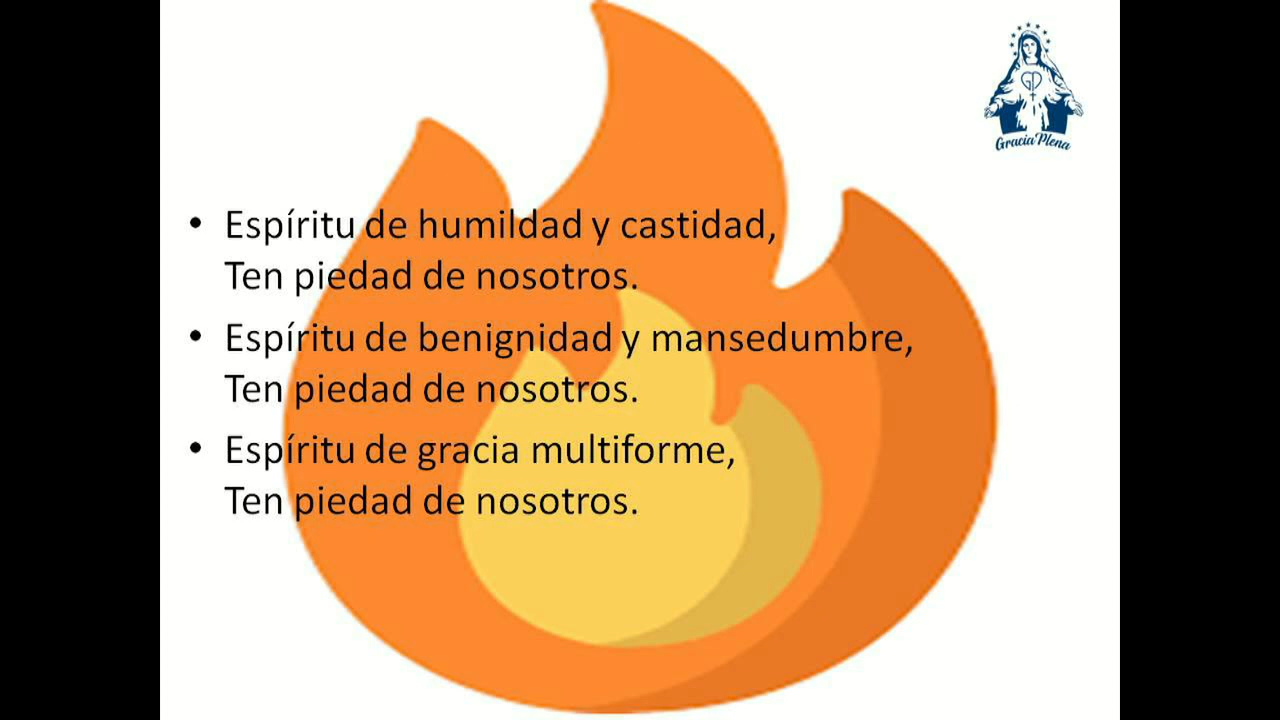 Gracia Plena
• Espíritu de humildad y castidad,
Ten piedad de nosotros.
• Espíritu de benignidad y mansedumbre,
Ten piedad de nosotros.
• Espíritu de gracia multiforme,
Ten piedad de nosotros.